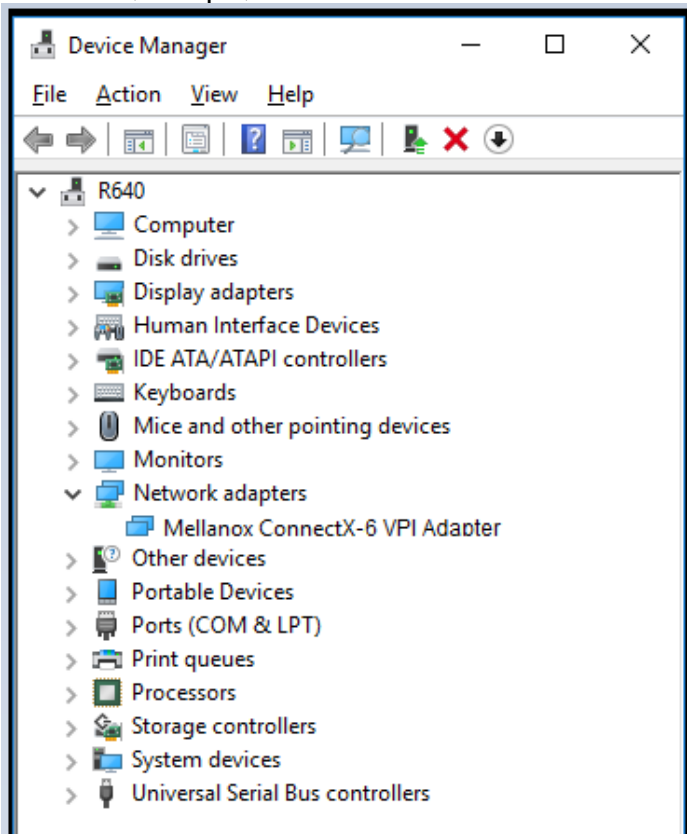 Device Manager
File Action View Help
R640
Computer
Disk drives
Display adapters
Human Interface Devices
IDE ATA/ATAPI controllers
Keyboards
Mice and other pointing devices
Monitors
Network adapters
Mellanox ConnectX-6 VPI Adapter
Other devices
Portable Devices
Ports (COM & LPT)
Print queues
Processors
Storage controllers
System devices
Universal Serial Bus controllers